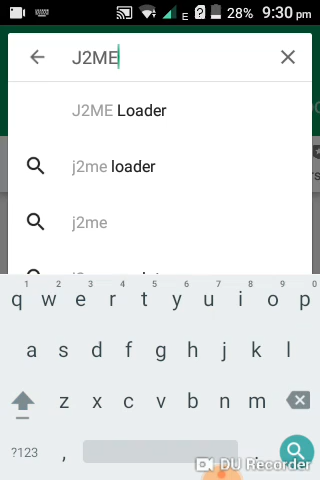 E 28% 9:30 pm
J2ME
J2ME Loader
j2me loader
j2me
1 2 3 4 5 6 7 8 9 0
q w e r t y u i o p
a s d f g h j k l
z x c v b n m
?123 , .
DU Recorder